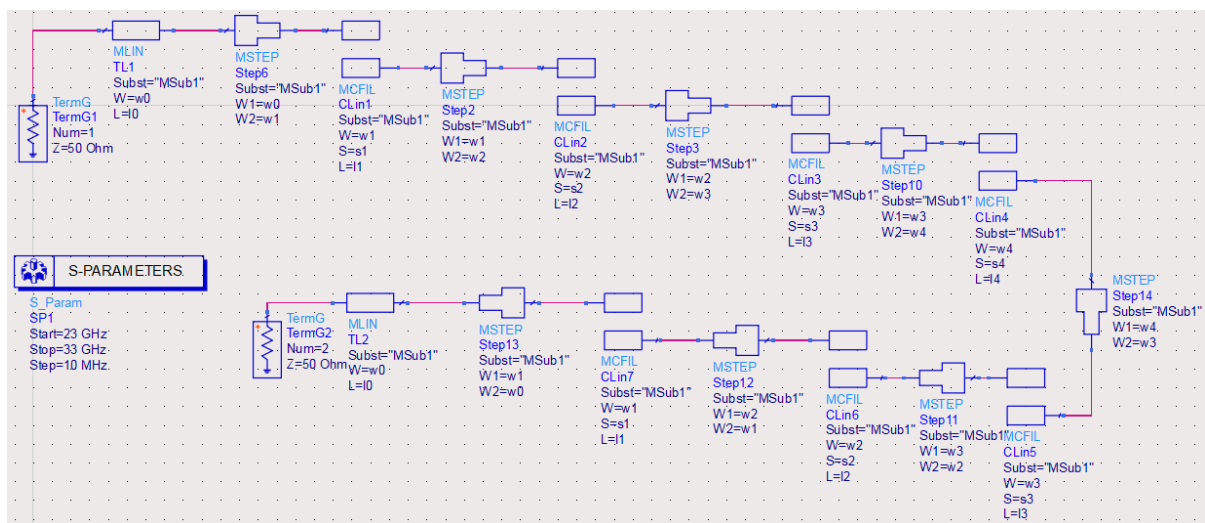 MLIN
TL1
Subst="MSub1"
W=w0
L=l0
MSTEP
Step6
Subst="MSub1"
W1=w0
W2=w1
TermG
TermG1
Num=1
Z=50 Ohm
MCFIL
CLin1
Subst="MSub1"
W=w1
S=s1
L=l1
MSTEP
Step2
Subst="MSub1"
W1=w1
W2=w2
MCFIL
CLin2
Subst="MSub1"
W=w2
S=s2
L=l2
MSTEP
Step3
Subst="MSub1"
W1=w2
W2=w3
MCFIL
CLin3
Subst="MSub1"
W=w3
S=s3
L=l3
MSTEP
Step10
Subst="MSub1"
W1=w3
W2=w4
MCFIL
CLin4
Subst="MSub1"
W=w4
S=s4
L=l4
MSTEP
Step14
Subst="MSub1"
W1=w4
W2=w3
S-PARAMETERS
S_Param
SP1
Start=23 GHz
Stop=33 GHz
Step=10 MHz
TermG
TermG2
Num=2
Z=50 Ohm
MLIN
TL2
Subst="MSub1"
W=w0
L=l0
MSTEP
Step13
Subst="MSub1"
W1=w1
W2=w0
MCFIL
CLin7
Subst="MSub1"
W=w1
S=s1
L=l1
MSTEP
Step12
Subst="MSub1"
W1=w2
W2=w1
MCFIL
CLin6
Subst="MSub1"
W=w2
S=s2
L=l2
MSTEP
Step11
Subst="MSub1"
W1=w3
W2=w2
MCFIL
CLin5
Subst="MSub1"
W=w3
S=s3
L=l3